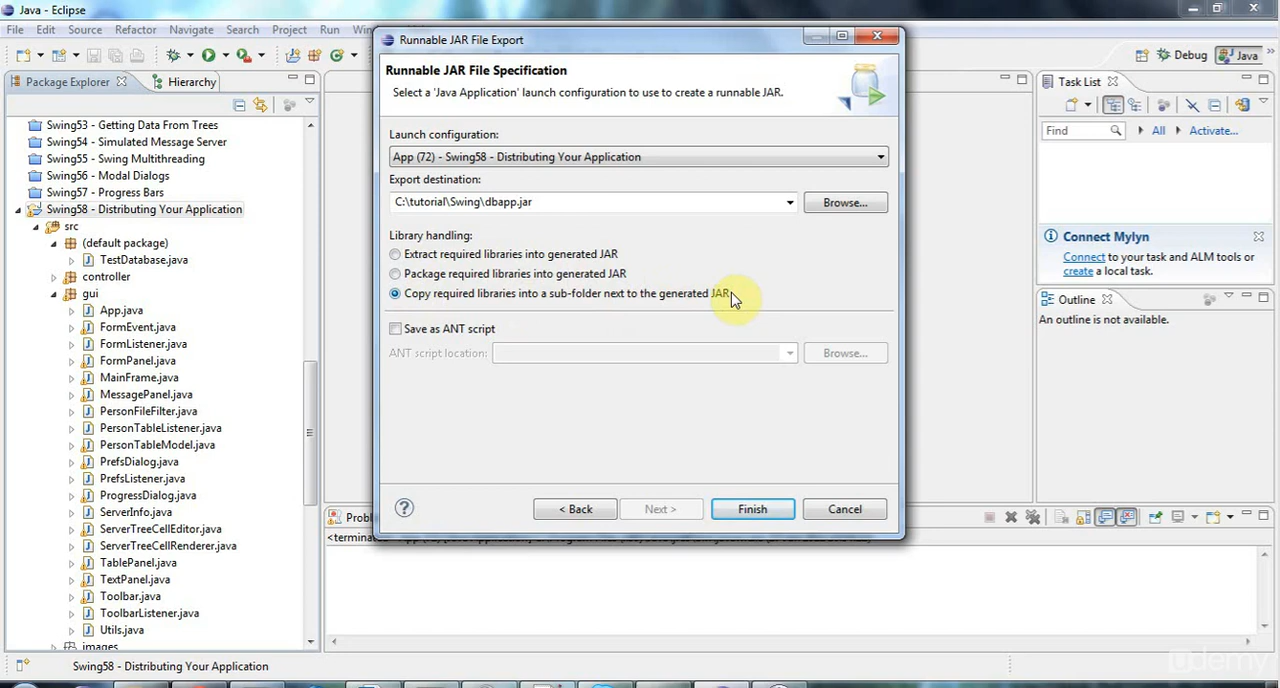 Java - Eclipse
File Edit Source Refactor Navigate Search Project Run
Debug Java
Package Explorer Hierarchy
Swing53 - Getting Data From Trees
Swing54 - Simulated Message Server
Swing55 - Swing Multithreading
Swing56 - Modal Dialogs
Swing57 - Progress Bars
Swing58 - Distributing Your Application
src
(default package)
TestDatabase.java
controller
gui
App.java
FormEvent.java
FormListener.java
FormPanel.java
MainFrame.java
MessagePanel.java
PersonFileFilter.java
PersonTableListener.java
PersonTableModel.java
PrefsDialog.java
PrefsListener.java
ProgressDialog.java
ServerInfo.java
ServerTreeCellEditor.java
ServerTreeCellRenderer.java
TablePanel.java
TextPanel.java
Toolbar.java
ToolbarListener.java
Utils.java
images
Runnable JAR File Export
Runnable JAR File Specification
Select a 'Java Application' launch configuration to use to create a runnable JAR.
Launch configuration:
App (72) - Swing58 - Distributing Your Application
Export destination:
C:\tutorial\Swing\dbapp.jar
Browse...
Library handling:
Extract required libraries into generated JAR
Package required libraries into generated JAR
Copy required libraries into a sub-folder next to the generated JAR
Save as ANT script
ANT script location:
Browse...
< Back Next > Finish Cancel
Task List
Find All Activate...
Connect Mylyn
Connect to your task and ALM tools or
create a local task.
Outline
An outline is not available.
Swing58 - Distributing Your Application
udemy